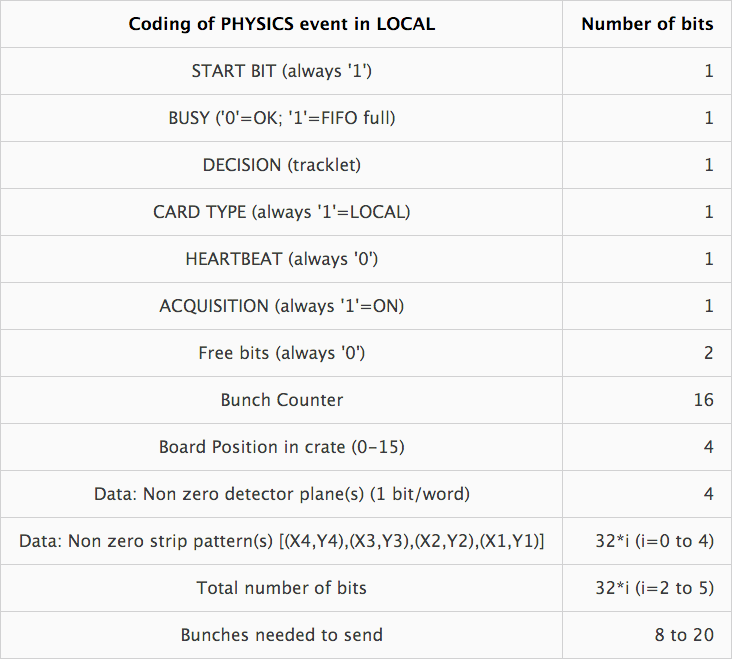 Coding of PHYSICS event in LOCAL Number of bits
START BIT (always '1') 1
BUSY ('0'=OK; '1'=FIFO full) 1
DECISION (tracklet) 1
CARD TYPE (always '1'=LOCAL) 1
HEARTBEAT (always '0') 1
ACQUISITION (always '1'=ON) 1
Free bits (always '0') 2
Bunch Counter 16
Board Position in crate (0-15) 4
Data: Non zero detector plane(s) (1 bit/word) 4
Data: Non zero strip pattern(s) [(X4,Y4),(X3,Y3),(X2,Y2),(X1,Y1)] 32*i (i=0 to 4)
Total number of bits 32*i (i=2 to 5)
Bunches needed to send 8 to 20